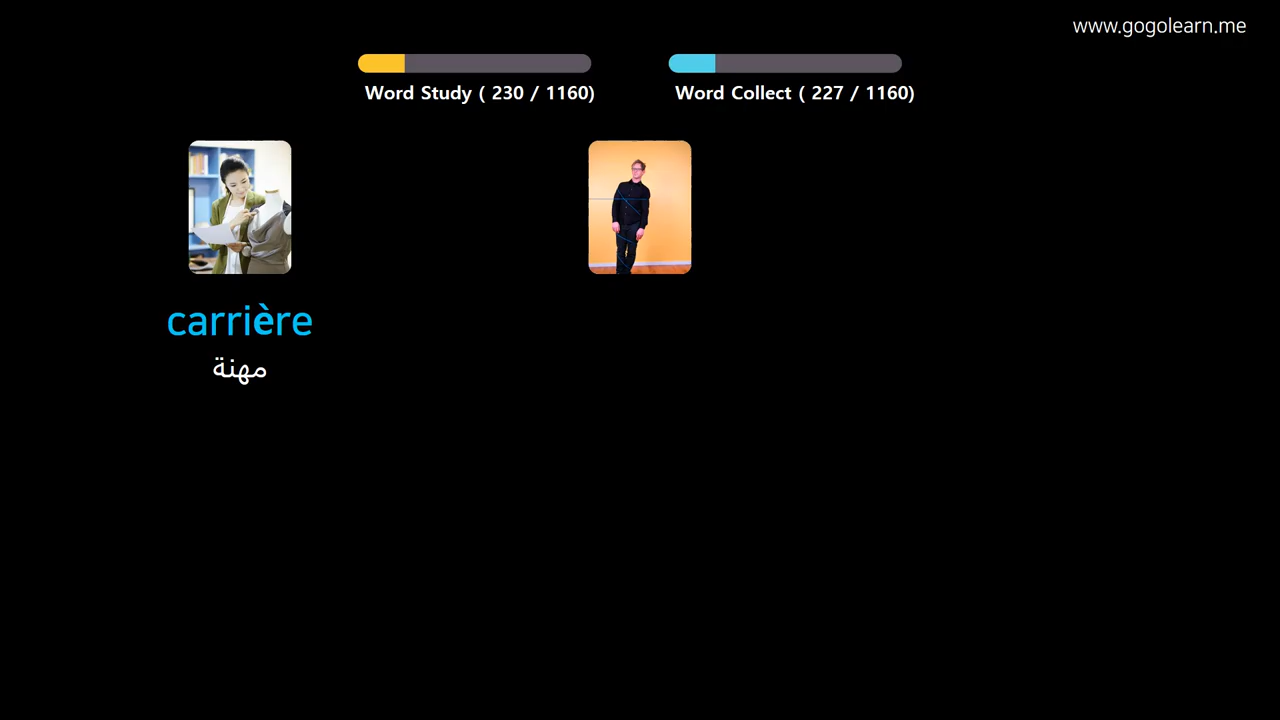 www.gogolearn.me
Word Study ( 230 / 1160)
Word Collect ( 227 / 1160)
carrière
مهنة